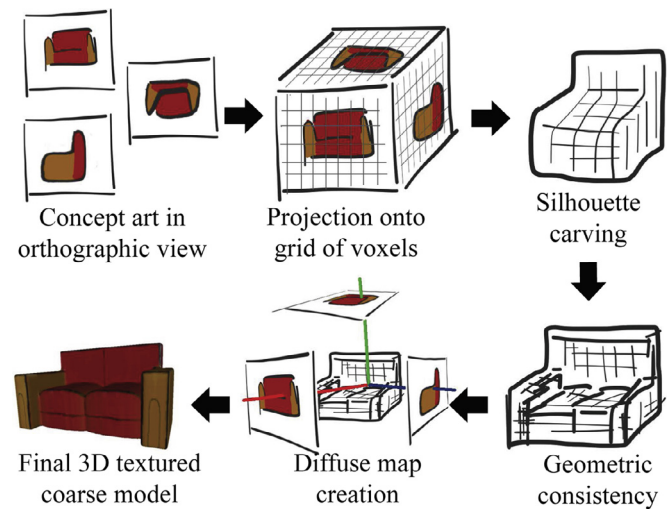 Concept art in
orthographic view
Projection onto
grid of voxels
Silhouette
carving
Final 3D textured
coarse model
Diffuse map
creation
Geometric
consistency